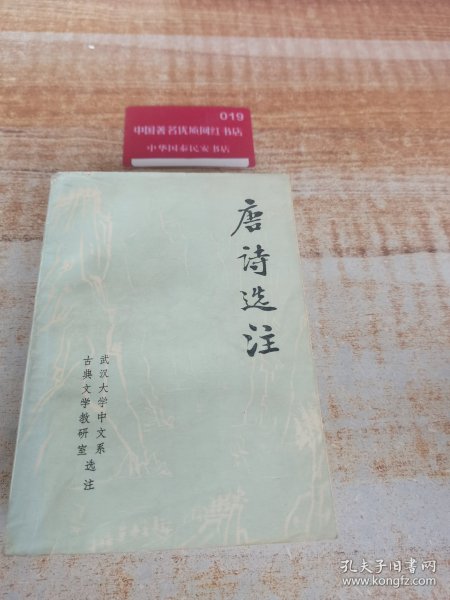 019
中国著名优质网红书店
中华国泰民安书店
唐诗选注
武汉大学中文系
古典文学教研室选注
孔夫子旧书网
www.kongfz.com